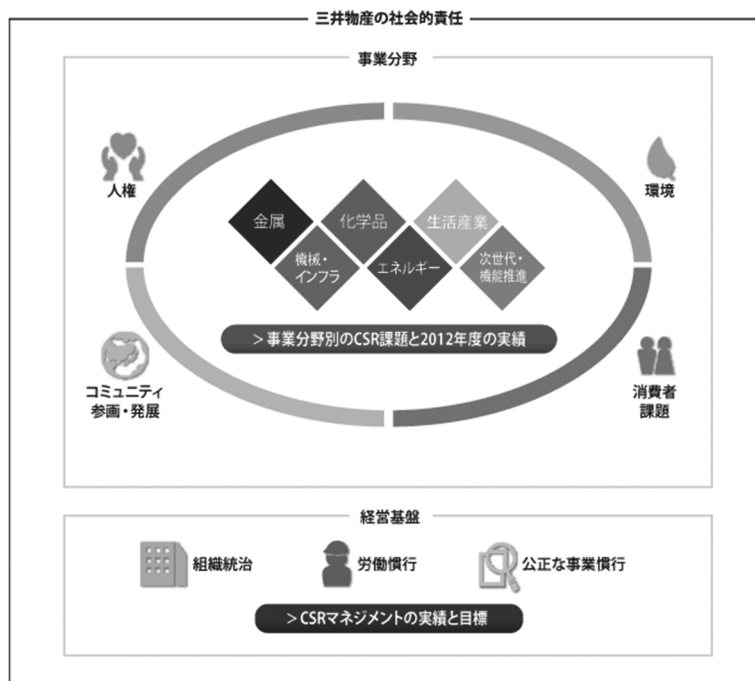 三井物産の社会的責任
事業分野
人権
環境
金属
化学品
生活産業
機械・
インフラ
エネルギー
次世代・
機能推進
＞事業分野別のCSR課題と2012年度の実績
コミュニティ
参画・発展
消費者
課題
経営基盤
組織統治
労働慣行
公正な事業慣行
＞CSRマネジメントの実績と目標